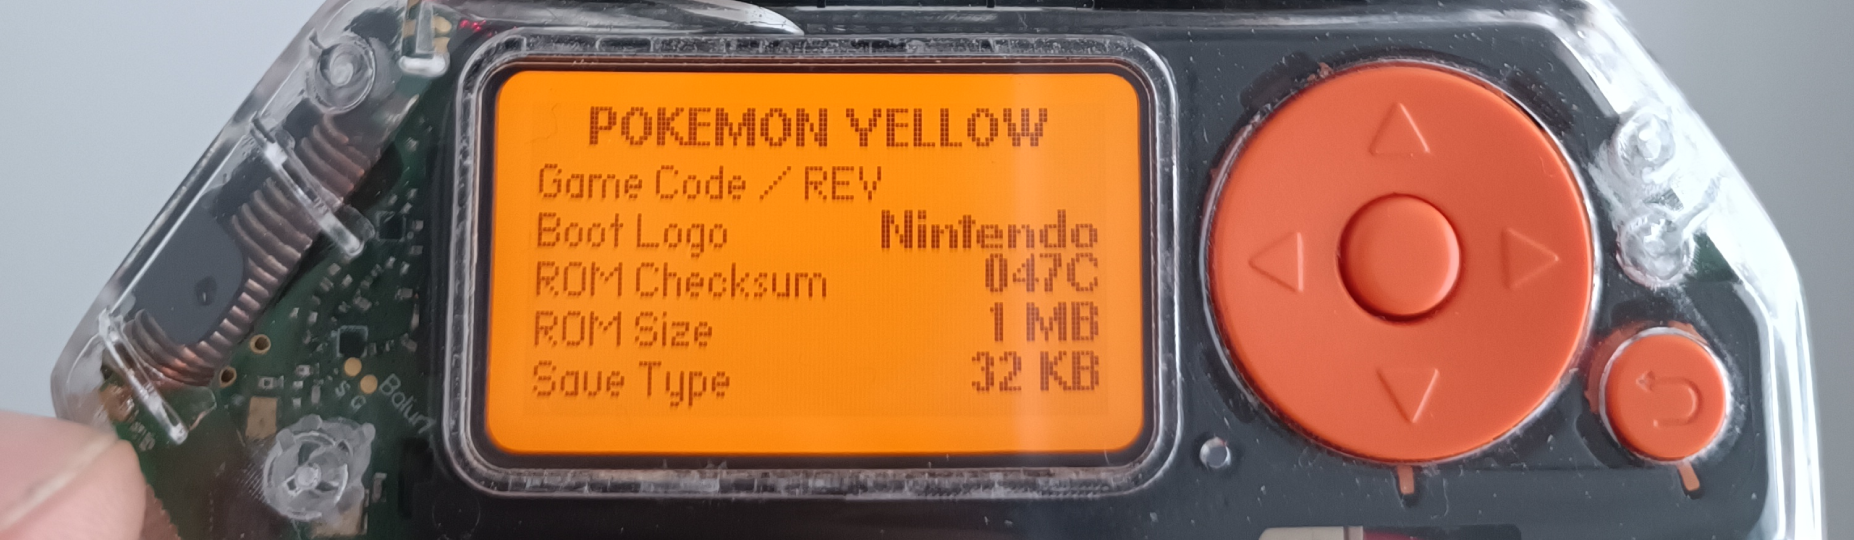 POKEMON YELLOW
Game Code / REV
Boot Logo Nintendo
ROM Checksum 047C
ROM Size 1 MB
Save Type 32 KB
5 G